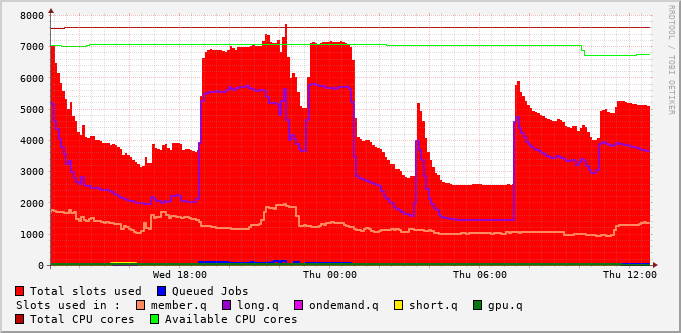 8000
7000
6000
5000
4000
3000
2000
1000
0
Wed 18:00 Thu 00:00 Thu 06:00 Thu 12:00
Total slots used Queued Jobs
Slots used in : member.q long.q ondemand.q short.q gpu.q
Total CPU cores Available CPU cores
RRDTOOL / TOBI OETIKER